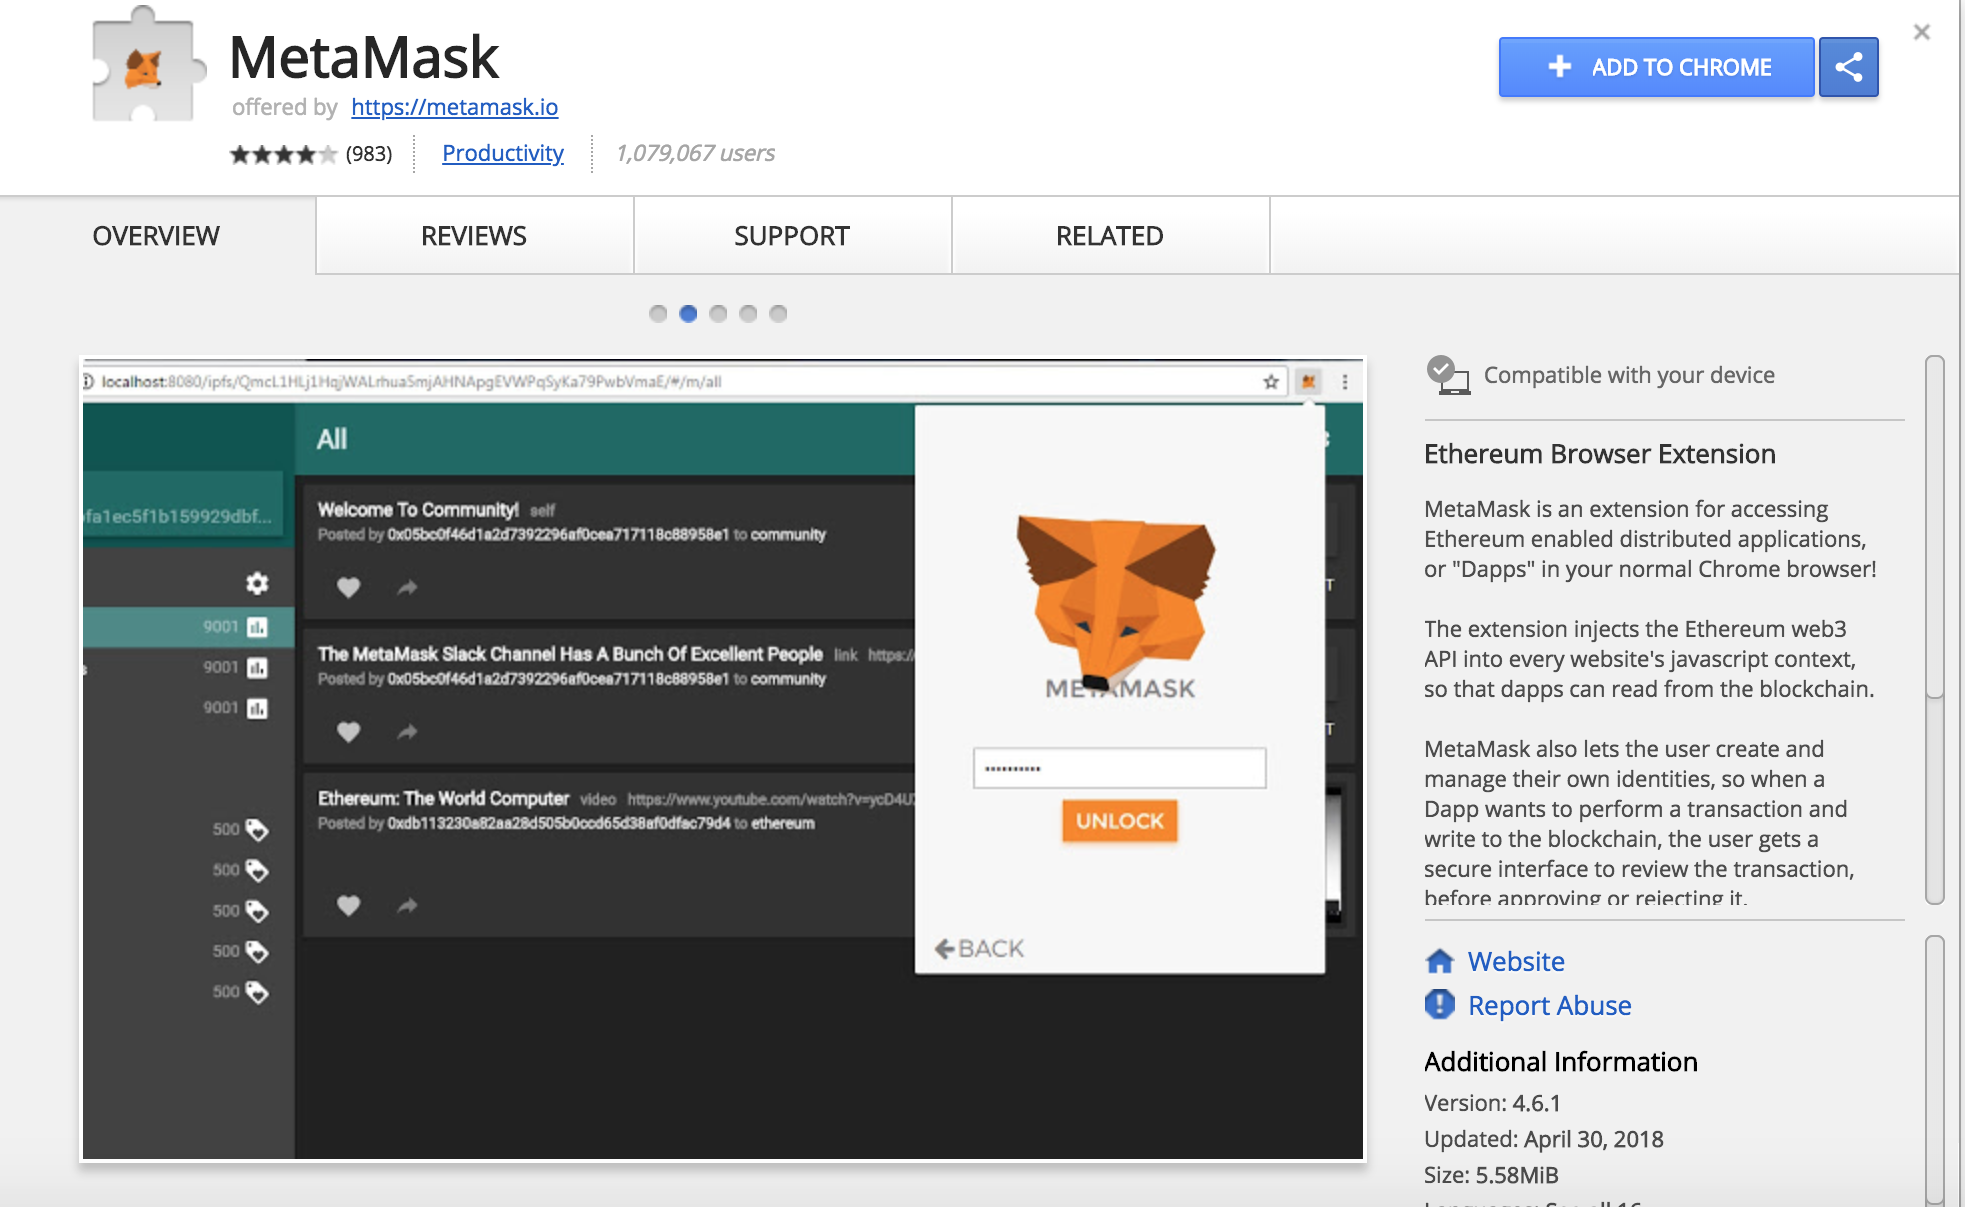 MetaMask
offered by https://metamask.io
(983) Productivity 1,079,067 users
ADD TO CHROME
OVERVIEW REVIEWS SUPPORT RELATED
localhost:8080/ipfs/QmcL1HLj1HqjWALrhuaSmjAHNApgEVWPqSyKa79PwbVmaE/#/m/all
All
fa1ec5f1b159929dbf...
9001
9001
9001
500
500
500
500
500
Welcome To Community! self
Posted by 0x05bc0f46d1a2d7392296af0cea717118c88958e1 to community
The MetaMask Slack Channel Has A Bunch Of Excellent People link https:/
Posted by 0x05bc0f46d1a2d7392296af0cea717118c88958e1 to community
Ethereum: The World Computer video https://www.youtube.com/watch?v=ycD4U
Posted by 0xdb113230a82aa28d505b0ccd65d38af0dfac79d4 to ethereum
METAMASK
UNLOCK
BACK
Compatible with your device
Ethereum Browser Extension
MetaMask is an extension for accessing
Ethereum enabled distributed applications,
or "Dapps" in your normal Chrome browser!
The extension injects the Ethereum web3
API into every website's javascript context,
so that dapps can read from the blockchain.
MetaMask also lets the user create and
manage their own identities, so when a
Dapp wants to perform a transaction and
write to the blockchain, the user gets a
secure interface to review the transaction,
before approving or rejecting it.
Website
Report Abuse
Additional Information
Version: 4.6.1
Updated: April 30, 2018
Size: 5.58MiB
Languages: See all 16